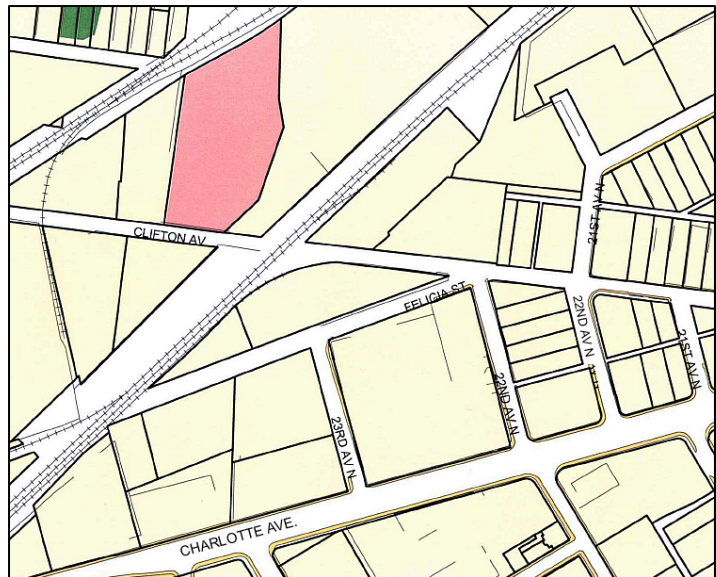 21ST AV N
CLIFTON AV
FELICIA ST
22ND AV N
21ST AV N
22ND AV N
23RD AV N
CHARLOTTE AVE.